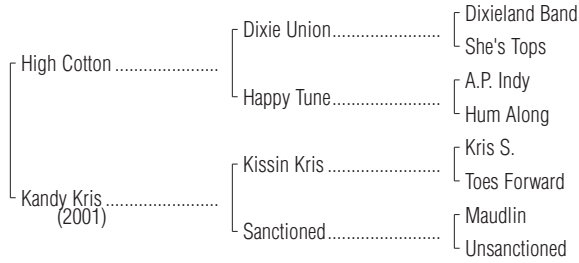 Dixieland Band
Dixie Union
She's Tops
High Cotton
A.P. Indy
Happy Tune
Hum Along
Kris S.
Kissin Kris
Toes Forward
Kandy Kris
(2001)
Maudlin
Sanctioned
Unsanctioned